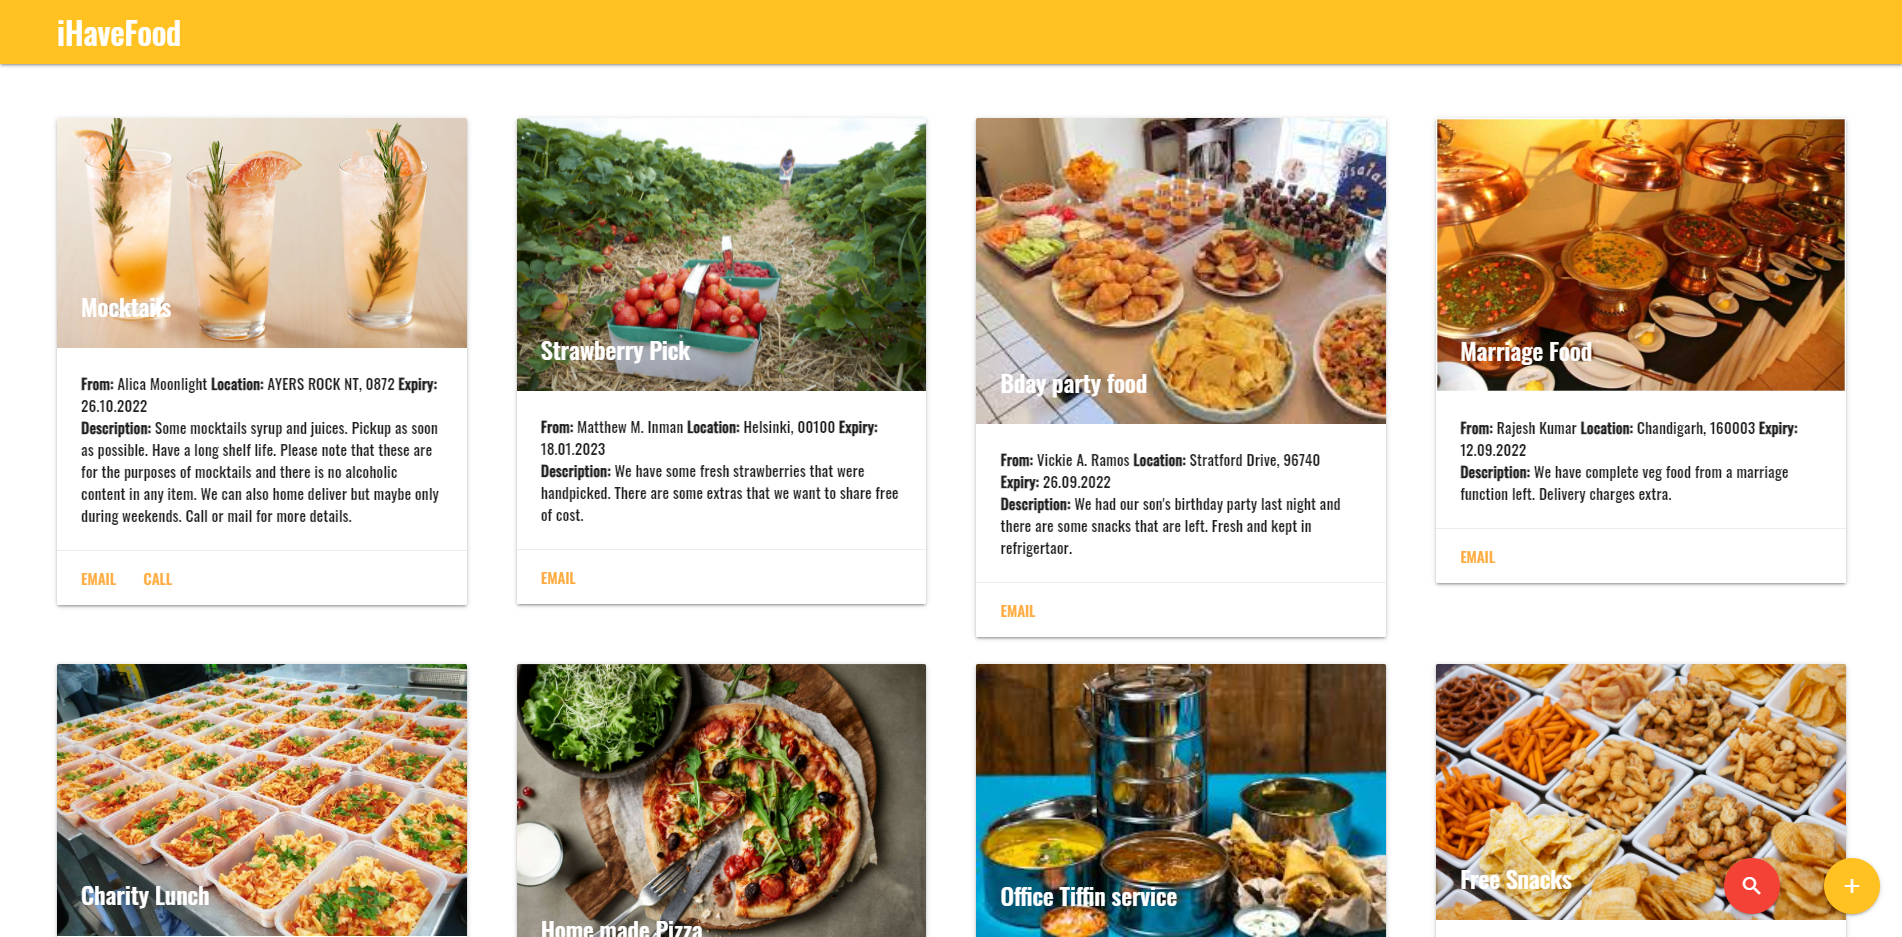 iHaveFood
Mocktails
From: Alica Moonlight Location: AYERS ROCK NT, 0872 Expiry:
26.10.2022
Description: Some mocktails syrup and juices. Pickup as soon
as possible. Have a long shelf life. Please note that these are
for the purposes of mocktails and there is no alcoholic
content in any item. We can also home deliver but maybe only
during weekends. Call or mail for more details.
EMAIL CALL
Strawberry Pick
From: Matthew M. Inman Location: Helsinki, 00100 Expiry:
18.01.2023
Description: We have some fresh strawberries that were
handpicked. There are some extras that we want to share free
of cost.
EMAIL
Bday party food
From: Vickie A. Ramos Location: Stratford Drive, 96740
Expiry: 26.09.2022
Description: We had our son's birthday party last night and
there are some snacks that are left. Fresh and kept in
refrigertaor.
EMAIL
Marriage Food
From: Rajesh Kumar Location: Chandigarh, 160003 Expiry:
12.09.2022
Description: We have complete veg food from a marriage
function left. Delivery charges extra.
EMAIL
Charity Lunch
Home made Pizza
Office Tiffin service
Free Snacks